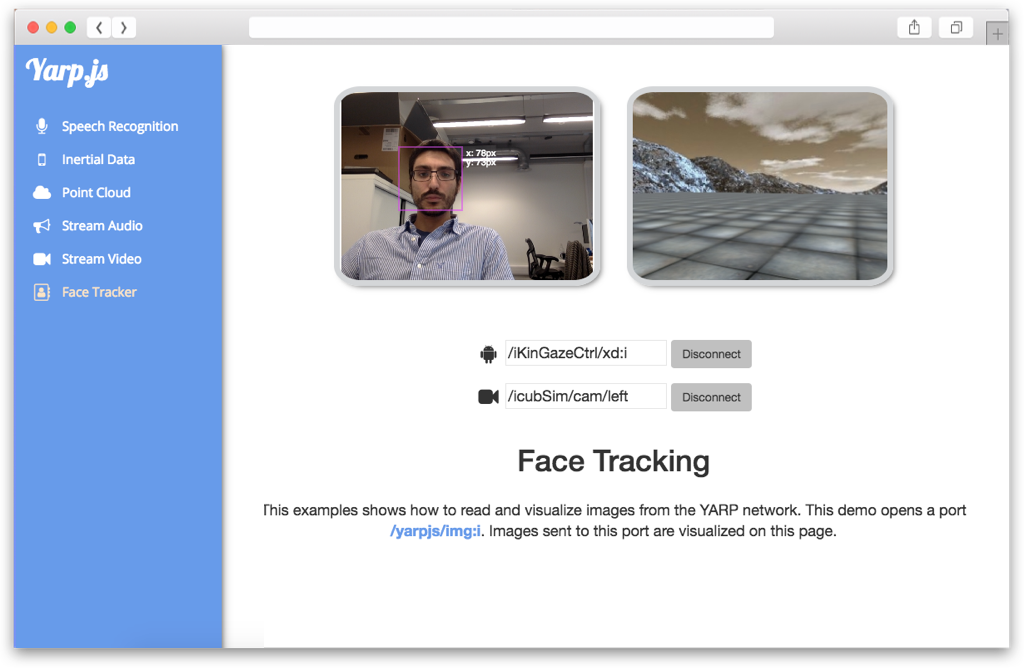 Yarp.js
Speech Recognition
Inertial Data
Point Cloud
Stream Audio
Stream Video
Face Tracker
x: 78px
y: 73px
/iKinGazeCtrl/xd:i
Disconnect
/icubSim/cam/left
Disconnect
Face Tracking
This examples shows how to read and visualize images from the YARP network. This demo opens a port
/yarpjs/img:i. Images sent to this port are visualized on this page.